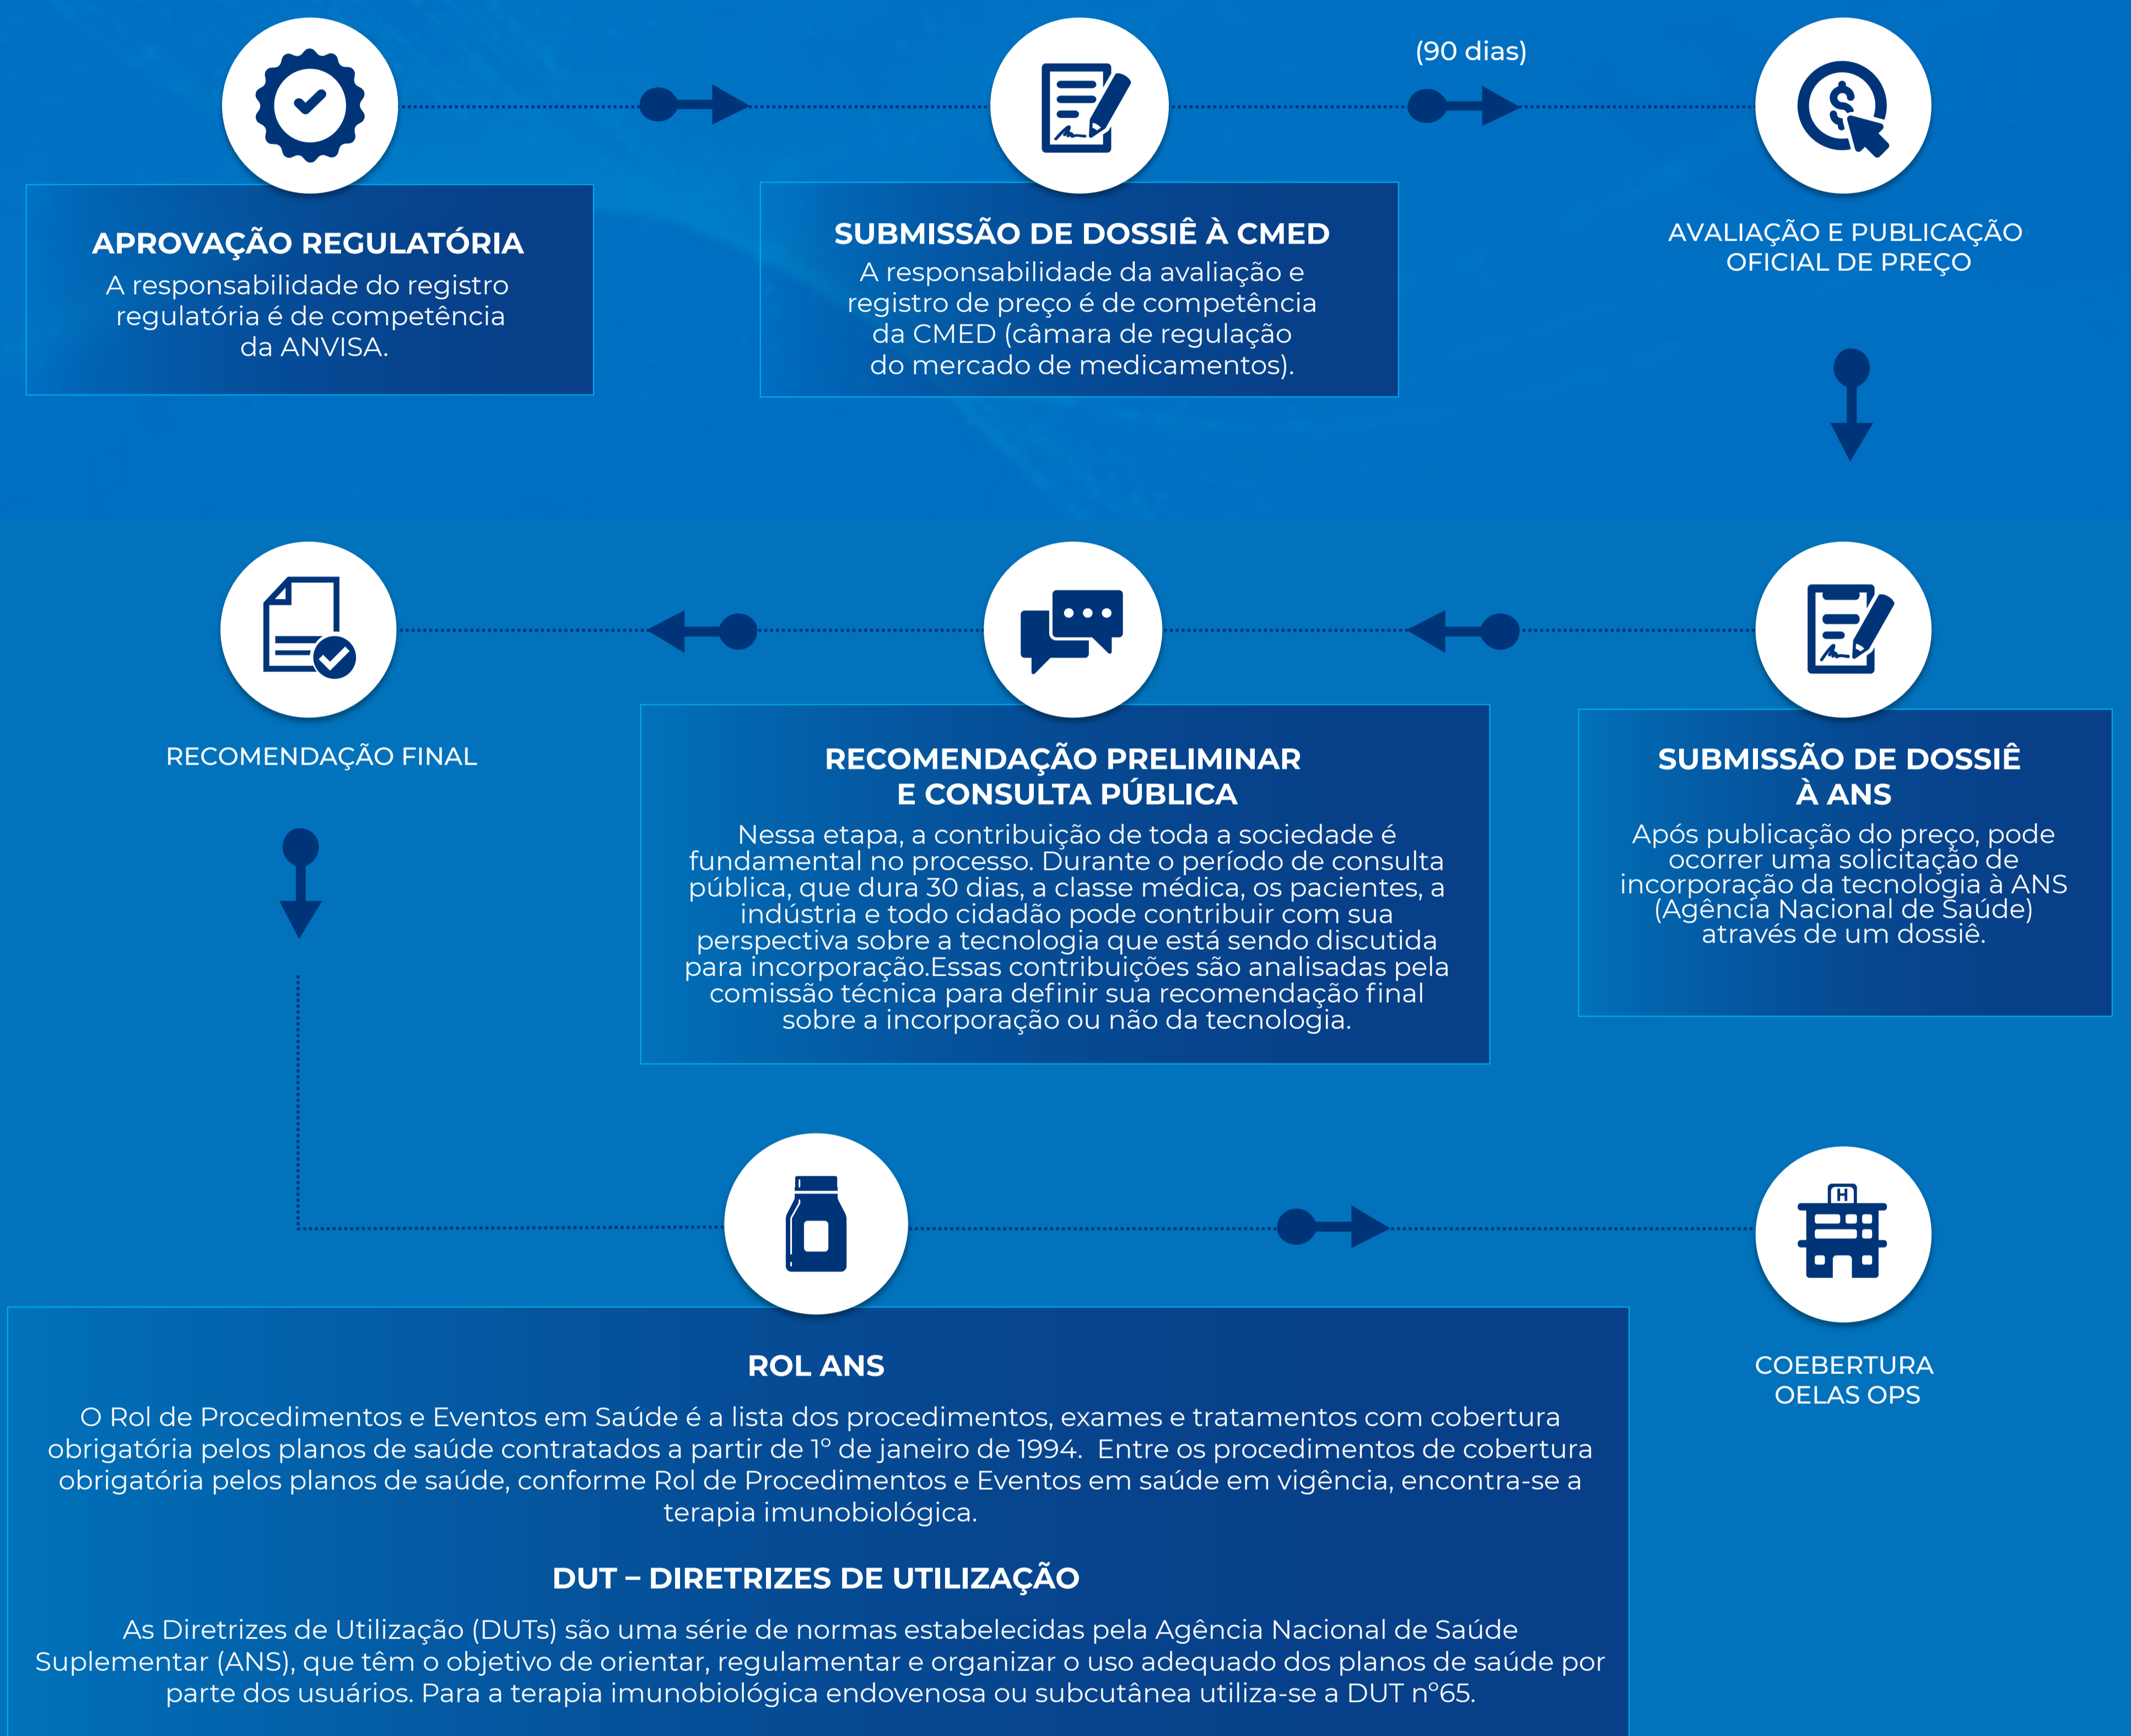 (90 dias)
APROVAÇÃO REGULATÓRIA
A responsabilidade do registro
regulatória é de competência
da ANVISA.
SUBMISSÃO DE DOSSIÊ À CMED
A responsabilidade da avaliação e
registro de preço é de competência
da CMED (câmara de regulação
do mercado de medicamentos).
AVALIAÇÃO E PUBLICAÇÃO
OFICIAL DE PREÇO
SUBMISSÃO DE DOSSIÊ
À ANS
Após publicação do preço, pode
ocorrer uma solicitação de
incorporação da tecnologia à ANS
(Agência Nacional de Saúde)
através de um dossiê.
RECOMENDAÇÃO PRELIMINAR
E CONSULTA PÚBLICA
Nessa etapa, a contribuição de toda a sociedade é
fundamental no processo. Durante o período de consulta
pública, que dura 30 dias, a classe médica, os pacientes, a
indústria e todo cidadão pode contribuir com sua
perspectiva sobre a tecnologia que está sendo discutida
para incorporação.Essas contribuições são analisadas pela
comissão técnica para definir sua recomendação final
sobre a incorporação ou não da tecnologia.
RECOMENDAÇÃO FINAL
ROL ANS
O Rol de Procedimentos e Eventos em Saúde é a lista dos procedimentos, exames e tratamentos com cobertura
obrigatória pelos planos de saúde contratados a partir de 1º de janeiro de 1994.  Entre os procedimentos de cobertura
obrigatória pelos planos de saúde, conforme Rol de Procedimentos e Eventos em saúde em vigência, encontra-se a
terapia imunobiológica.
DUT – DIRETRIZES DE UTILIZAÇÃO
As Diretrizes de Utilização (DUTs) são uma série de normas estabelecidas pela Agência Nacional de Saúde
Suplementar (ANS), que têm o objetivo de orientar, regulamentar e organizar o uso adequado dos planos de saúde por
parte dos usuários. Para a terapia imunobiológica endovenosa ou subcutânea utiliza-se a DUT nº65.
H
COEBERTURA
OELAS OPS